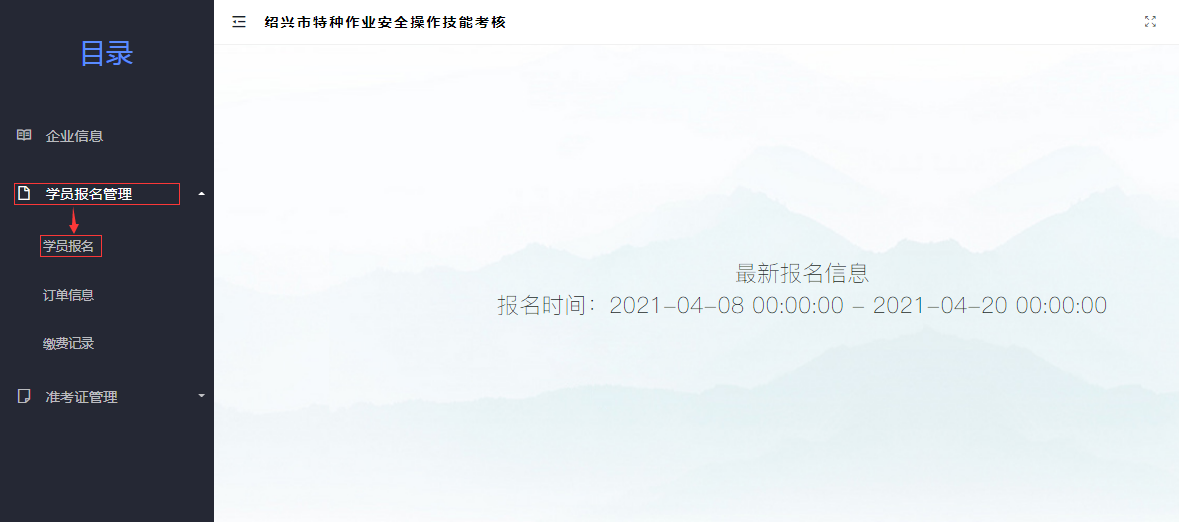 目录
企业信息
学员报名管理
学员报名
订单信息
缴费记录
准考证管理
绍兴市特种作业安全操作技能考核
最新报名信息
报名时间：2021-04-08 00:00:00 - 2021-04-20 00:00:00